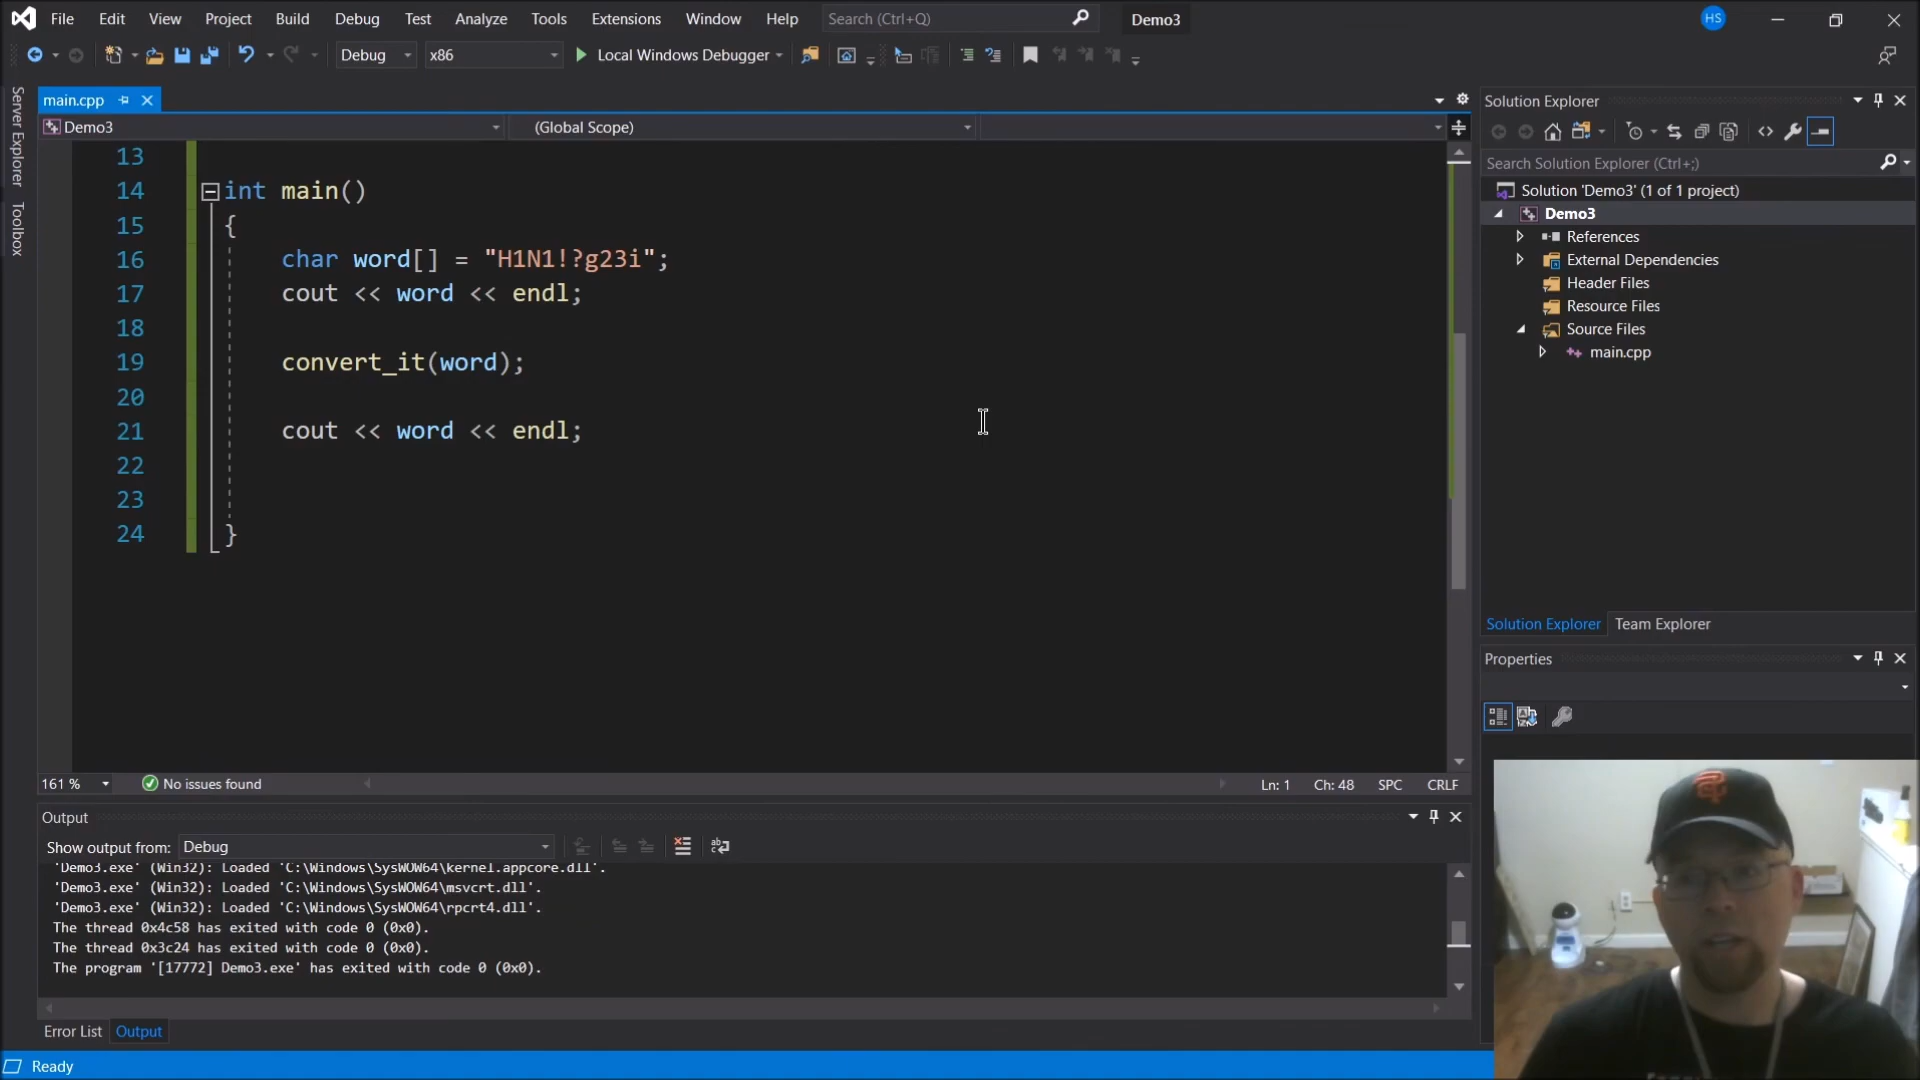 File Edit View Project Build Debug Test Analyze Tools Extensions Window Help Search (Ctrl+Q) Demo3 HS
Debug x86 Local Windows Debugger
Server Explorer
Toolbox
main.cpp
Demo3 (Global Scope)
13
14 int main()
15 {
16 char word[] = "H1N1!?g23i";
17 cout << word << endl;
18
19 convert_it(word);
20
21 cout << word << endl;
22
23
24 }
161 % No issues found Ln: 1 Ch: 48 SPC CRLF
Output
Show output from: Debug
'Demo3.exe' (Win32): Loaded 'C:\Windows\SysWOW64\kernel.appcore.dll'.
'Demo3.exe' (Win32): Loaded 'C:\Windows\SysWOW64\msvcrt.dll'.
'Demo3.exe' (Win32): Loaded 'C:\Windows\SysWOW64\rpcrt4.dll'.
The thread 0x4c58 has exited with code 0 (0x0).
The thread 0x3c24 has exited with code 0 (0x0).
The program '[17772] Demo3.exe' has exited with code 0 (0x0).
Error List Output
Ready
Solution Explorer
Search Solution Explorer (Ctrl+;)
Solution 'Demo3' (1 of 1 project)
Demo3
References
External Dependencies
Header Files
Resource Files
Source Files
main.cpp
Solution Explorer Team Explorer
Properties